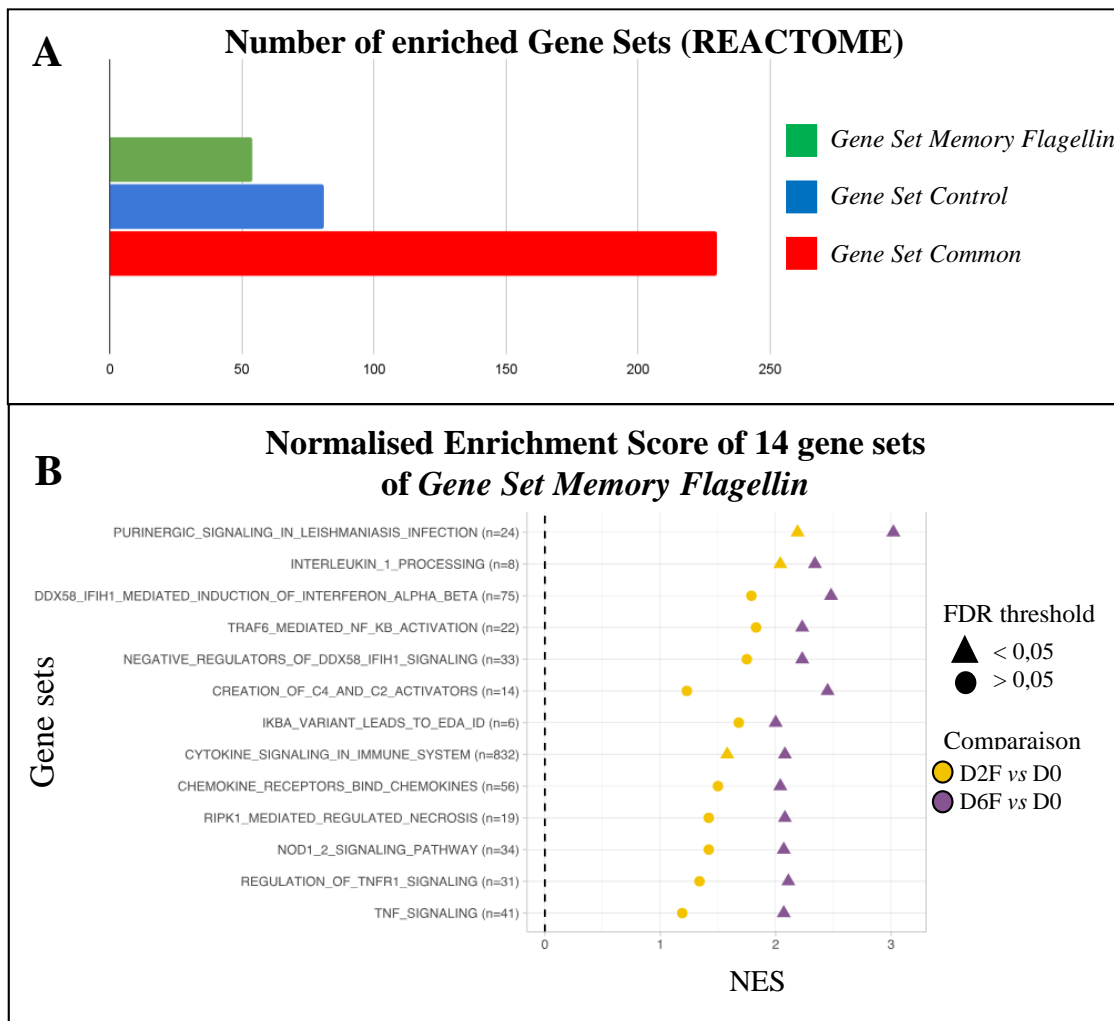 A
Number of enriched Gene Sets (REACTOME)
Gene Set Memory Flagellin
Gene Set Control
Gene Set Common
0
50
100
150
200
250
B
Normalised Enrichment Score of 14 gene sets
of Gene Set Memory Flagellin
Gene sets
PURINERGIC_SIGNALING_IN_LEISHMANIASIS_INFECTION (n=24)
INTERLEUKIN_1_PROCESSING (n=8)
DDX58_IFIH1_MEDIATED_INDUCTION_OF_INTERFERON_ALPHA_BETA (n=75)
TRAF6_MEDIATED_NF_KB_ACTIVATION (n=22)
NEGATIVE_REGULATORS_OF_DDX58_IFIH1_SIGNALING (n=33)
CREATION_OF_C4_AND_C2_ACTIVATORS (n=14)
IKBA_VARIANT_LEADS_TO_EDA_ID (n=6)
CYTOKINE_SIGNALING_IN_IMMUNE_SYSTEM (n=832)
CHEMOKINE_RECEPTORS_BIND_CHEMOKINES (n=56)
RIPK1_MEDIATED_REGULATED_NECROSIS (n=19)
NOD1_2_SIGNALING_PATHWAY (n=34)
REGULATION_OF_TNFR1_SIGNALING (n=31)
TNF_SIGNALING (n=41)
0
1
2
3
NES
FDR threshold
< 0,05
> 0,05
Comparaison
D2F vs D0
D6F vs D0